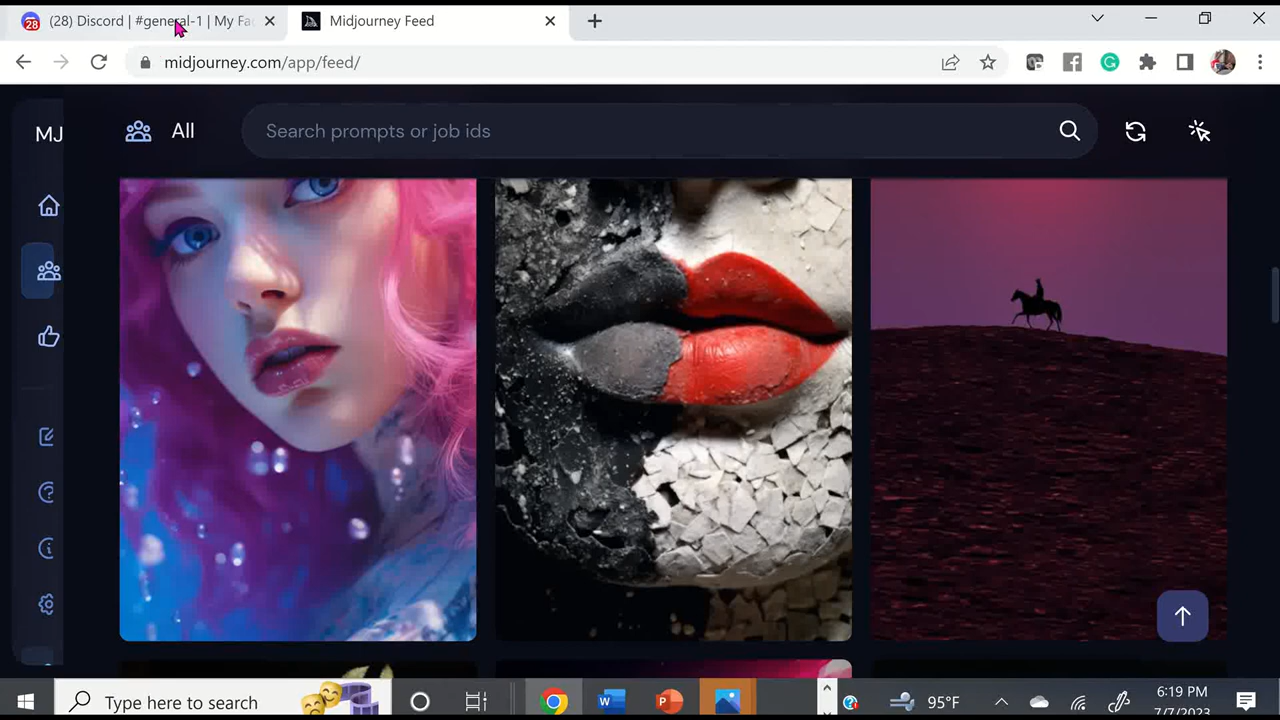 (28) Discord | #general-1 | My Fa
Midjourney Feed
midjourney.com/app/feed/
MJ
All
Search prompts or job ids
Type here to search
95°F
6:19 PM
7/7/2023